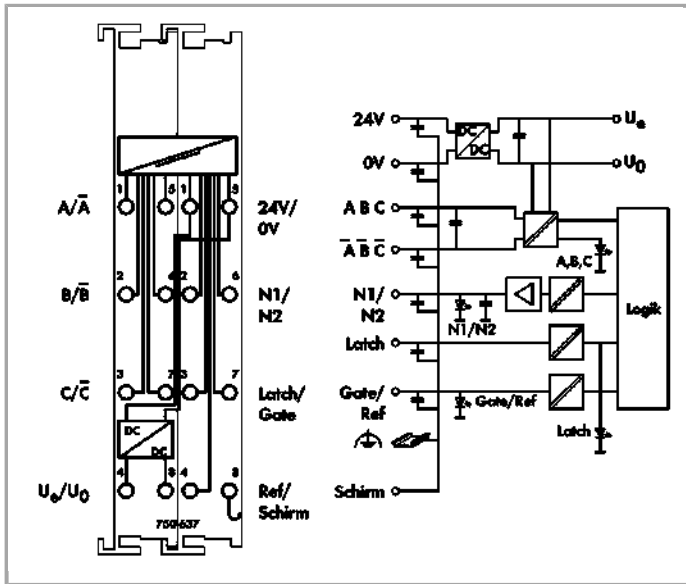 1 5 1 5
A/A̅ 24V/
0V
2 6 2 6
B/B̅ N1/
N2
3 7 3 7
C/C̅ Latch/
Gate
DC
DC
4 8 4 8
Ue/U0 Ref/
Schirm
750-637
24V DC DC Ue
0V U0
A B C
A̅ B̅ C̅ A,B,C
N1/
N2 N1/N2 Logik
Latch
Gate/
Ref Gate/Ref
Latch
Schirm